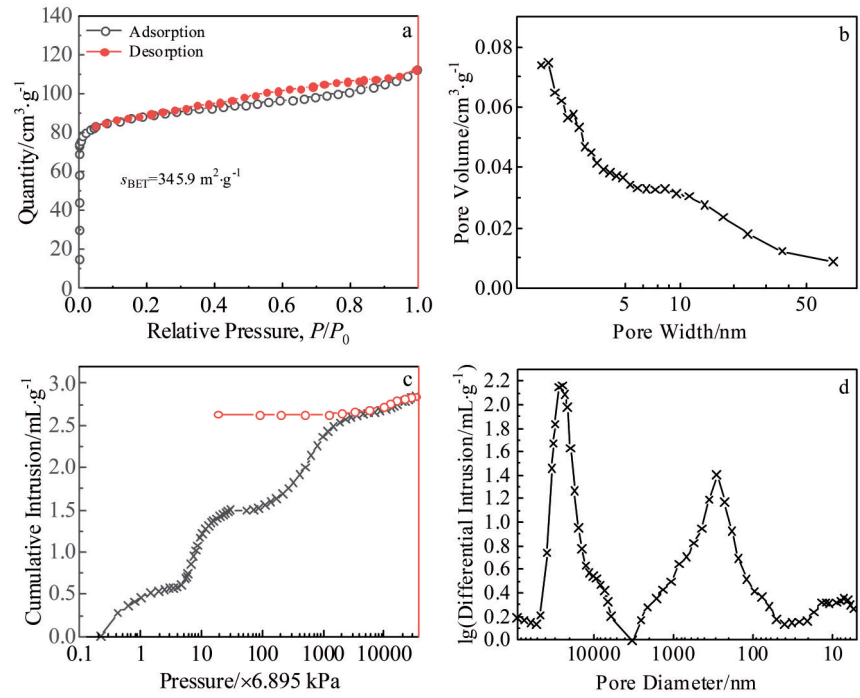 a
Adsorption
Desorption
s_BET=345.9 m²·g⁻¹
Quantity/cm³·g⁻¹
140
120
100
80
60
40
20
0
0.0 0.2 0.4 0.6 0.8 1.0
Relative Pressure, P/P₀
b
Pore Volume/cm³·g⁻¹
0.08
0.06
0.04
0.02
0.00
5 10 50
Pore Width/nm
c
Cumulative Intrusion/mL·g⁻¹
3.0
2.5
2.0
1.5
1.0
0.5
0.0
0.1 1 10 100 1000 10000
Pressure/×6.895 kPa
d
lg(Differential Intrusion/mL·g⁻¹)
2.2
2.0
1.8
1.6
1.4
1.2
1.0
0.8
0.6
0.4
0.2
0.0
10000 1000 100 10
Pore Diameter/nm